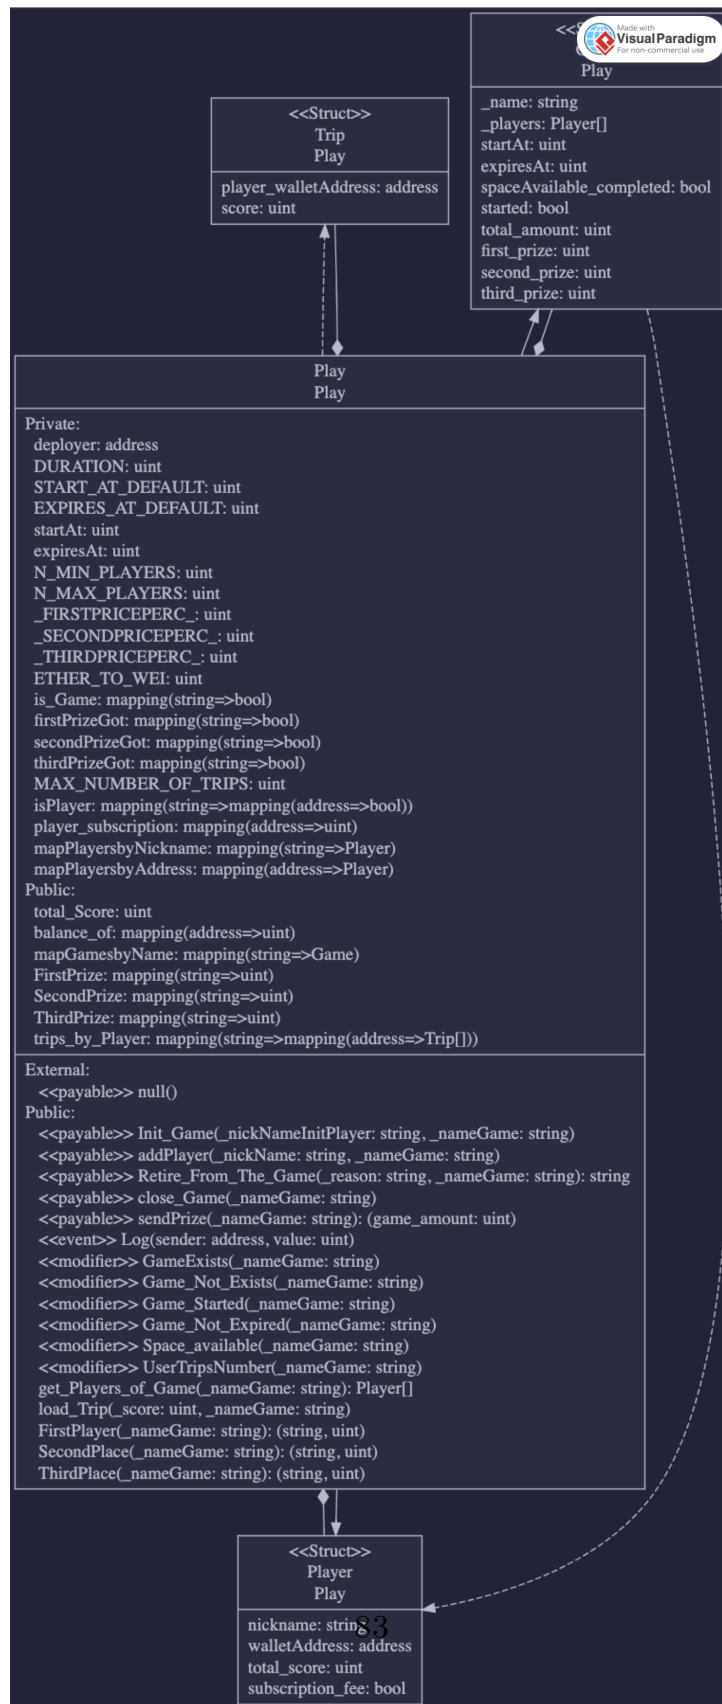 <<S
Made with
Visual Paradigm
For non-commercial use
Play
_name: string
_players: Player[]
startAt: uint
expiresAt: uint
spaceAvailable_completed: bool
started: bool
total_amount: uint
first_prize: uint
second_prize: uint
third_prize: uint
<<Struct>>
Trip
Play
player_walletAddress: address
score: uint
Play
Play
Private:
deployer: address
DURATION: uint
START_AT_DEFAULT: uint
EXPIRES_AT_DEFAULT: uint
startAt: uint
expiresAt: uint
N_MIN_PLAYERS: uint
N_MAX_PLAYERS: uint
_FIRSTPRICEPERC_: uint
_SECONDPRICEPERC_: uint
_THIRDPRICEPERC_: uint
ETHER_TO_WEI: uint
is_Game: mapping(string=>bool)
firstPrizeGot: mapping(string=>bool)
secondPrizeGot: mapping(string=>bool)
thirdPrizeGot: mapping(string=>bool)
MAX_NUMBER_OF_TRIPS: uint
isPlayer: mapping(string=>mapping(address=>bool))
player_subscription: mapping(address=>uint)
mapPlayersbyNickname: mapping(string=>Player)
mapPlayersbyAddress: mapping(address=>Player)
Public:
total_Score: uint
balance_of: mapping(address=>uint)
mapGamesbyName: mapping(string=>Game)
FirstPrize: mapping(string=>uint)
SecondPrize: mapping(string=>uint)
ThirdPrize: mapping(string=>uint)
trips_by_Player: mapping(string=>mapping(address=>Trip[]))
External:
<<payable>> null()
Public:
<<payable>> Init_Game(_nickNameInitPlayer: string, _nameGame: string)
<<payable>> addPlayer(_nickName: string, _nameGame: string)
<<payable>> Retire_From_The_Game(_reason: string, _nameGame: string): string
<<payable>> close_Game(_nameGame: string)
<<payable>> sendPrize(_nameGame: string): (game_amount: uint)
<<event>> Log(sender: address, value: uint)
<<modifier>> GameExists(_nameGame: string)
<<modifier>> Game_Not_Exists(_nameGame: string)
<<modifier>> Game_Started(_nameGame: string)
<<modifier>> Game_Not_Expired(_nameGame: string)
<<modifier>> Space_available(_nameGame: string)
<<modifier>> UserTripsNumber(_nameGame: string)
get_Players_of_Game(_nameGame: string): Player[]
load_Trip(_score: uint, _nameGame: string)
FirstPlayer(_nameGame: string): (string, uint)
SecondPlace(_nameGame: string): (string, uint)
ThirdPlace(_nameGame: string): (string, uint)
<<Struct>>
Player
Play
nickname: string
83
walletAddress: address
total_score: uint
subscription_fee: bool